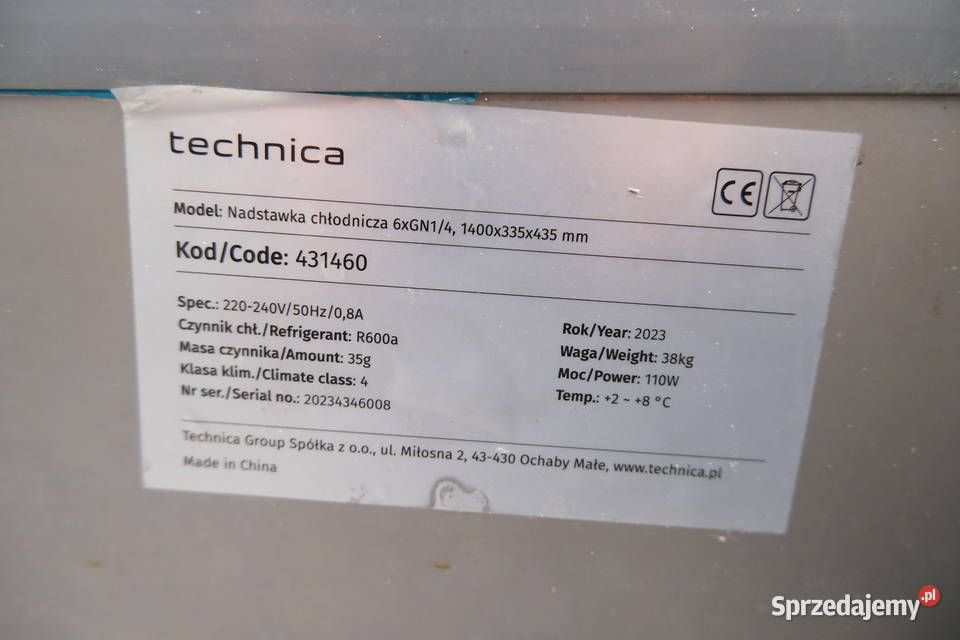 technica
CE
Model: Nadstawka chłodnicza 6xGN1/4, 1400x335x435 mm
Kod/Code: 431460
Spec.: 220-240V/50Hz/0,8A
Czynnik chł./Refrigerant: R600a
Masa czynnika/Amount: 35g
Klasa klim./Climate class: 4
Nr ser./Serial no.: 20234346008
Rok/Year: 2023
Waga/Weight: 38kg
Moc/Power: 110W
Temp.: +2 ~ +8 °C
Technica Group Spółka z o.o., ul. Miłosna 2, 43-430 Ochaby Małe, www.technica.pl
Made in China
Sprzedajemy.pl